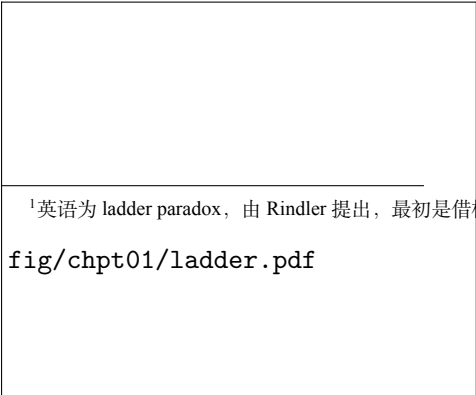 ¹英语为 ladder paradox，由 Rindler 提出，最初是借
fig/chpt01/ladder.pdf